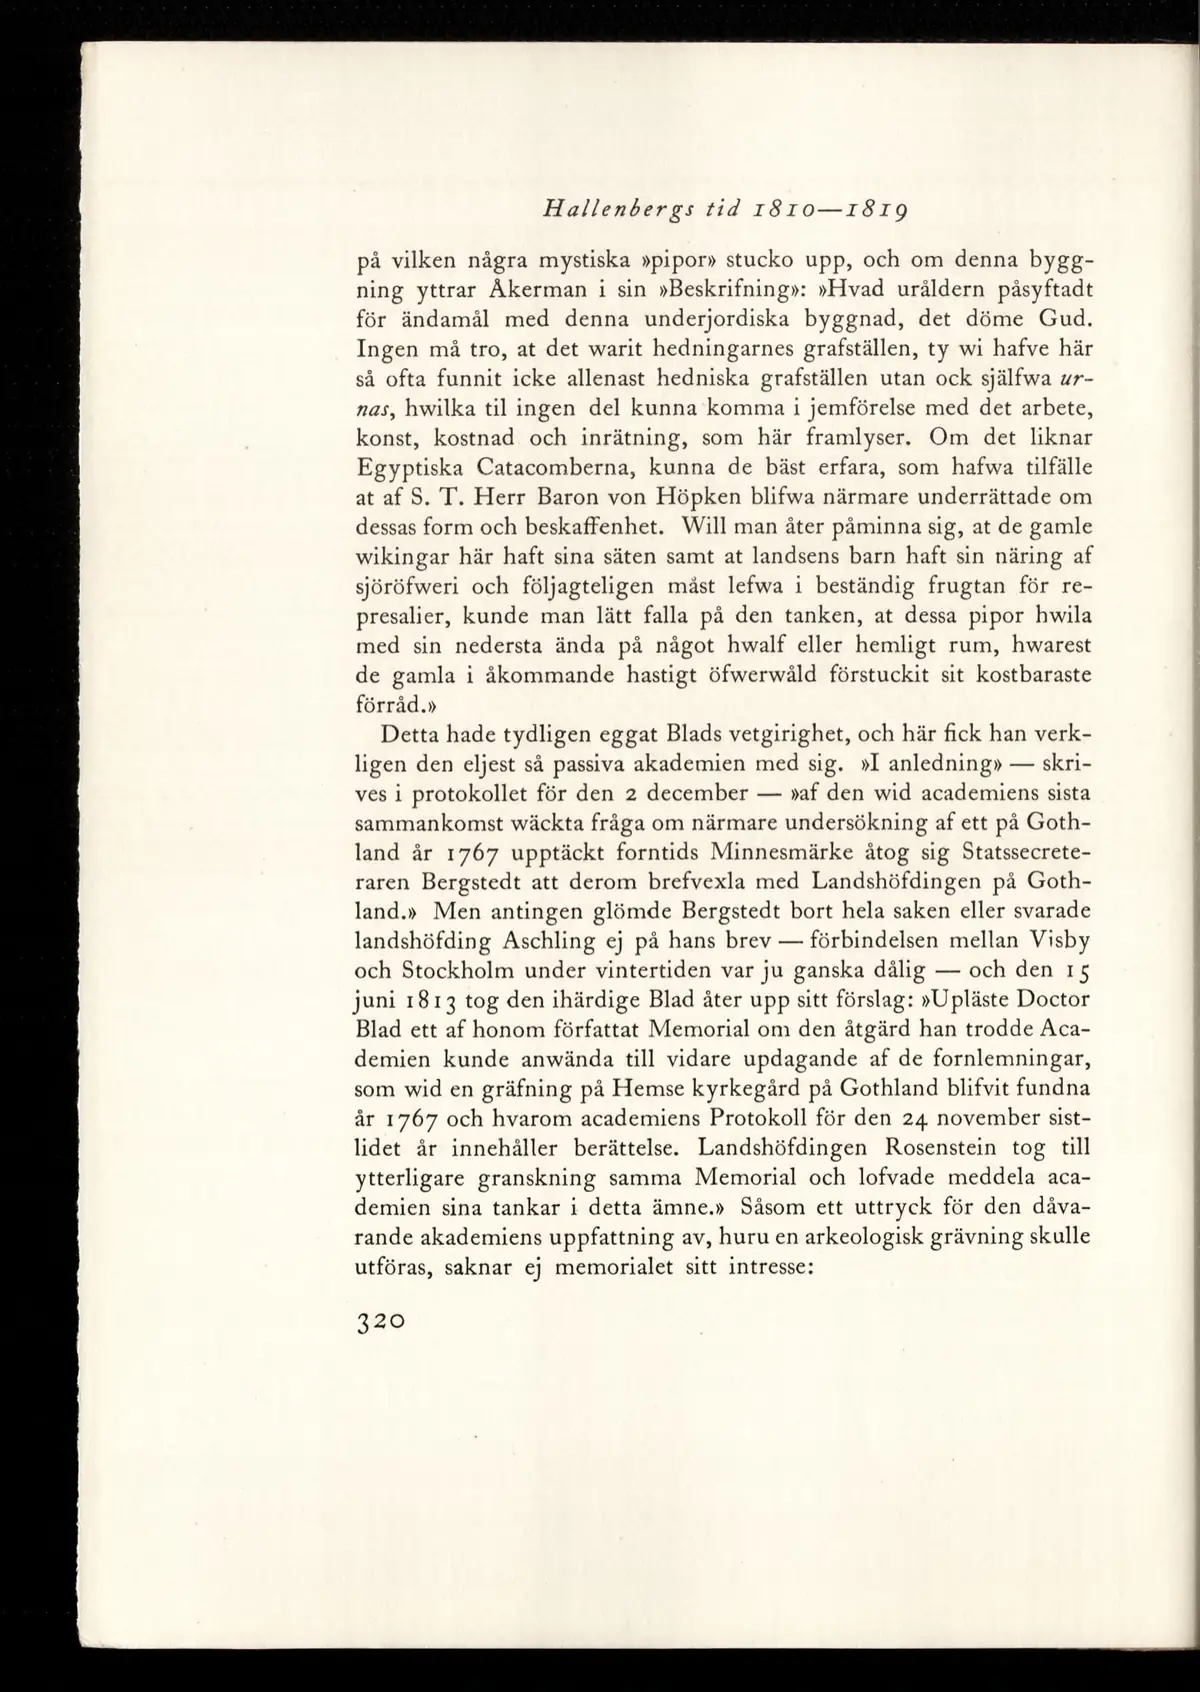 Hallenbergs tid 1810—1819
på vilken några mystiska »pipor» stucko upp, och om denna bygg-
ning yttrar Åkerman i sin »Beskrifning»: »Hvad uråldern påsyftadt
för ändamål med denna underjordiska byggnad, det döme Gud.
Ingen må tro, at det warit hedningarnes grafställen, ty wi hafve här
så ofta funnit icke allenast hedniska grafställen utan ock själfwa ur-
nas, hwilka til ingen del kunna komma i jemförelse med det arbete,
konst, kostnad och inrätning, som här framlyser. Om det liknar
Egyptiska Catacomberna, kunna de bäst erfara, som hafwa tilfälle
at af S. T. Herr Baron von Höpken blifwa närmare underrättade om
dessas form och beskaffenhet. Will man åter påminna sig, at de gamle
wikingar här haft sina säten samt at landsens barn haft sin näring af
sjöröfweri och följagteligen måst lefwa i beständig frugtan för re-
presalier, kunde man lätt falla på den tanken, at dessa pipor hwila
med sin nedersta ända på något hwalf eller hemligt rum, hwarest
de gamla i åkommande hastigt öfwerwåld förstuckit sit kostbaraste
förråd.»
Detta hade tydligen eggat Blads vetgirighet, och här fick han verk-
ligen den eljest så passiva akademien med sig. »I anledning» — skri-
ves i protokollet för den 2 december — »af den wid academiens sista
sammankomst wäckta fråga om närmare undersökning af ett på Goth-
land år 1767 upptäckt forntids Minnesmärke åtog sig Statssecrete-
raren Bergstedt att derom brefvexla med Landshöfdingen på Goth-
land.» Men antingen glömde Bergstedt bort hela saken eller svarade
landshöfding Aschling ej på hans brev — förbindelsen mellan Visby
och Stockholm under vintertiden var ju ganska dålig — och den 15
juni 1813 tog den ihärdige Blad åter upp sitt förslag: »Upläste Doctor
Blad ett af honom författat Memorial om den åtgärd han trodde Aca-
demien kunde anwända till vidare updagande af de fornlemningar,
som wid en gräfning på Hemse kyrkegård på Gothland blifvit fundna
år 1767 och hvarom academiens Protokoll för den 24 november sist-
lidet år innehåller berättelse. Landshöfdingen Rosenstein tog till
ytterligare granskning samma Memorial och lofvade meddela aca-
demien sina tankar i detta ämne.» Såsom ett uttryck för den dåva-
rande akademiens uppfattning av, huru en arkeologisk grävning skulle
utföras, saknar ej memorialet sitt intresse:
320